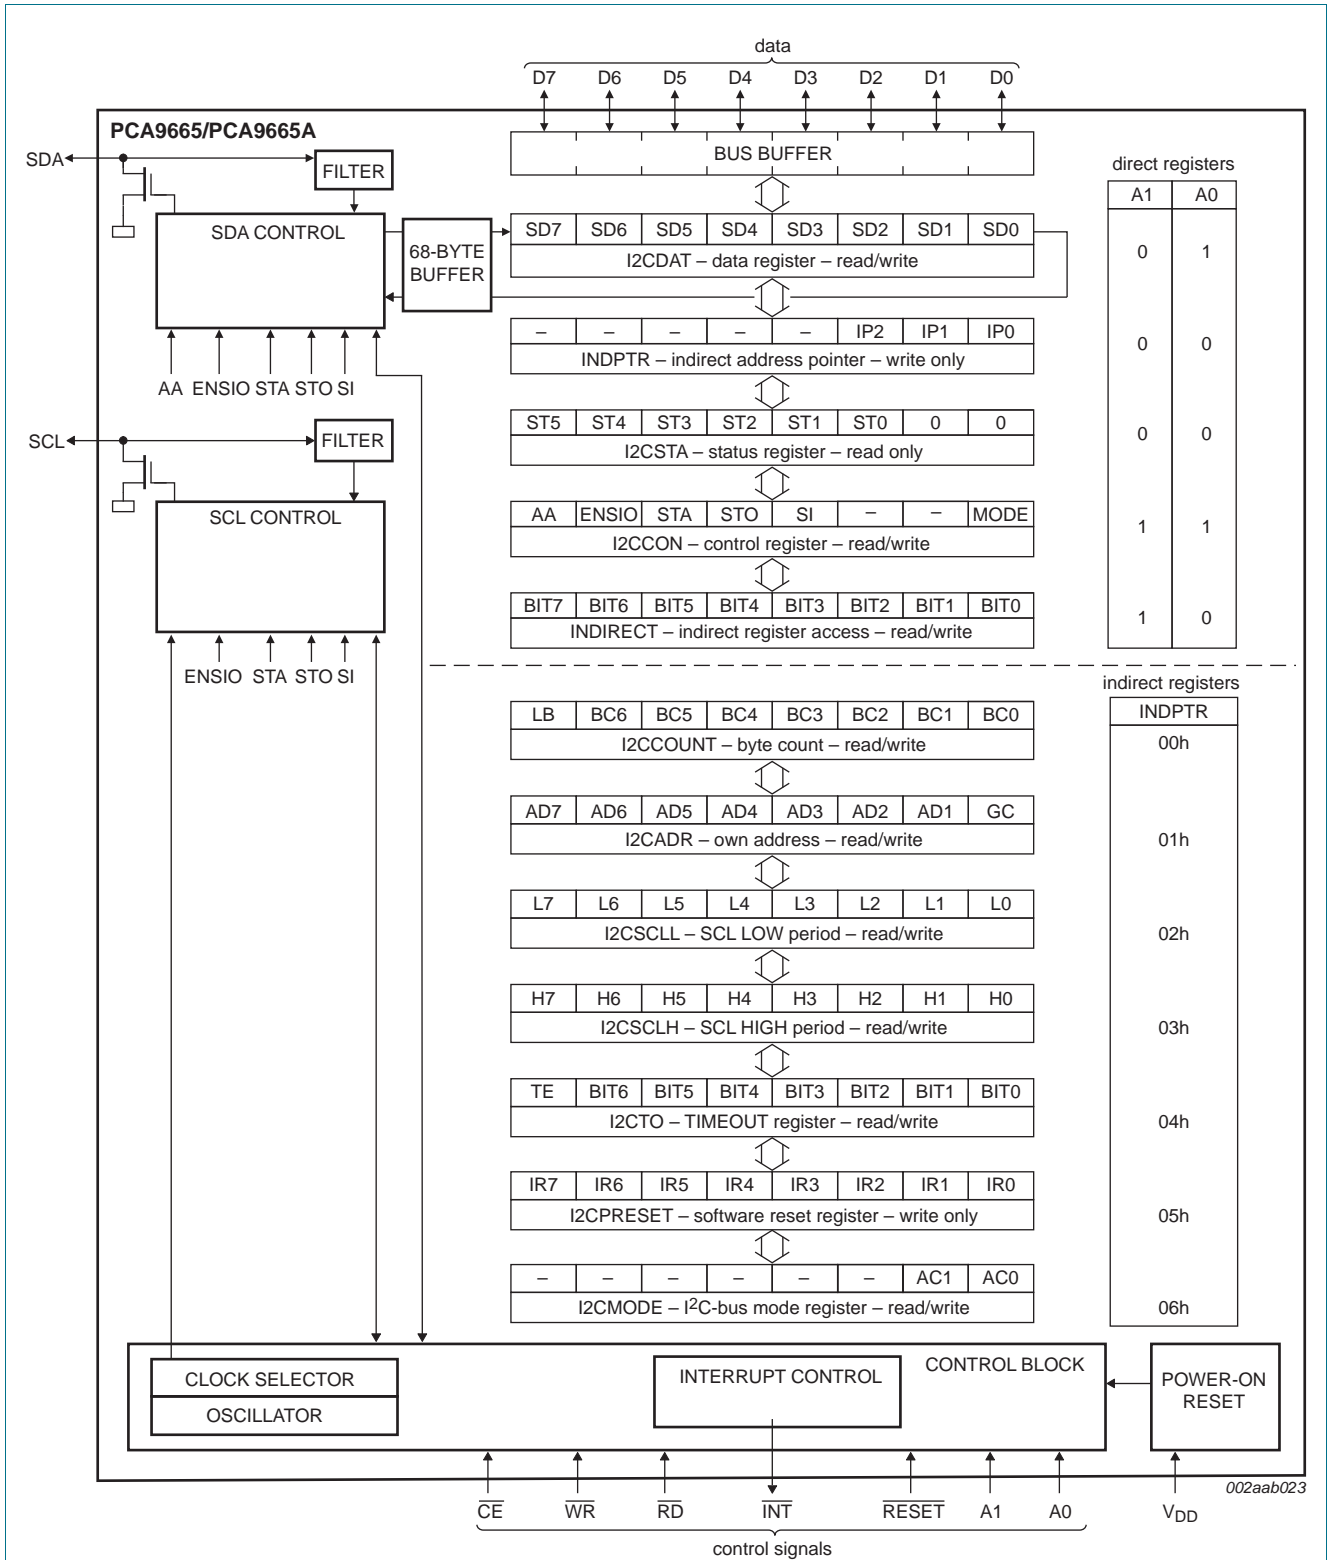 data
D7 D6 D5 D4 D3 D2 D1 D0
PCA9665/PCA9665A
SDA
FILTER
BUS BUFFER
direct registers
A1 A0
SDA CONTROL
68-BYTE
BUFFER
SD7 SD6 SD5 SD4 SD3 SD2 SD1 SD0
I2CDAT – data register – read/write
0 1
– – – – – IP2 IP1 IP0
INDPTR – indirect address pointer – write only
0 0
AA ENSIO STA STO SI
ST5 ST4 ST3 ST2 ST1 ST0 0 0
I2CSTA – status register – read only
0 0
SCL
FILTER
SCL CONTROL
AA ENSIO STA STO SI – – MODE
I2CCON – control register – read/write
1 1
BIT7 BIT6 BIT5 BIT4 BIT3 BIT2 BIT1 BIT0
INDIRECT – indirect register access – read/write
1 0
ENSIO STA STO SI
indirect registers
INDPTR
LB BC6 BC5 BC4 BC3 BC2 BC1 BC0
I2CCOUNT – byte count – read/write
00h
AD7 AD6 AD5 AD4 AD3 AD2 AD1 GC
I2CADR – own address – read/write
01h
L7 L6 L5 L4 L3 L2 L1 L0
I2CSCLL – SCL LOW period – read/write
02h
H7 H6 H5 H4 H3 H2 H1 H0
I2CSCLH – SCL HIGH period – read/write
03h
TE BIT6 BIT5 BIT4 BIT3 BIT2 BIT1 BIT0
I2CTO – TIMEOUT register – read/write
04h
IR7 IR6 IR5 IR4 IR3 IR2 IR1 IR0
I2CPRESET – software reset register – write only
05h
– – – – – – AC1 AC0
I2CMODE – I²C-bus mode register – read/write
06h
CLOCK SELECTOR
OSCILLATOR
INTERRUPT CONTROL
CONTROL BLOCK
POWER-ON
RESET
002aab023
C̅E̅ W̅R̅ R̅D̅ I̅N̅T̅ R̅E̅S̅E̅T̅ A1 A0 VDD
control signals